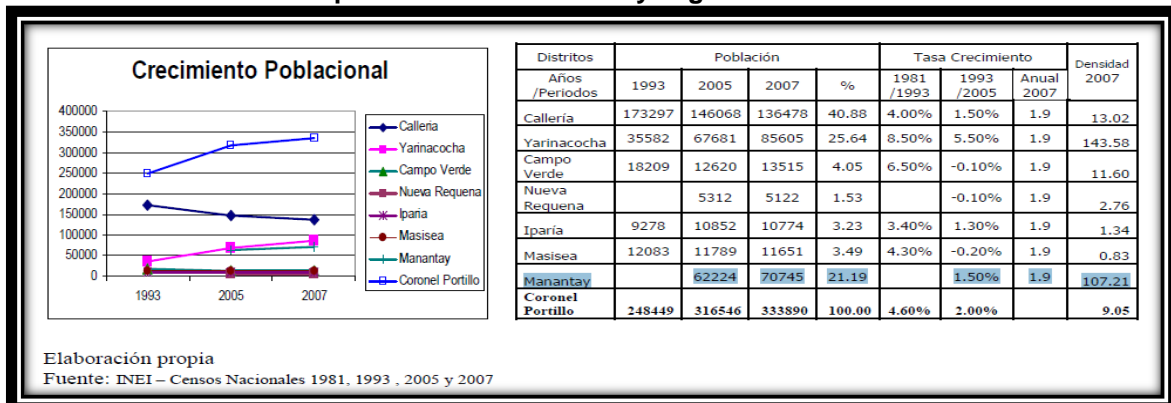 Crecimiento Poblacional
400000
350000
300000
250000
200000
150000
100000
50000
0
1993 2005 2007
Calleria
Yarinacocha
Campo Verde
Nueva Requena
Iparia
Masisea
Manantay
Coronel Portillo
Distritos Población Tasa Crecimiento Densidad
Años /Periodos 1993 2005 2007 % 1981 /1993 1993 /2005 Anual 2007 2007
Callería 173297 146068 136478 40.88 4.00% 1.50% 1.9 13.02
Yarinacocha 35582 67681 85605 25.64 8.50% 5.50% 1.9 143.58
Campo Verde 18209 12620 13515 4.05 6.50% -0.10% 1.9 11.60
Nueva Requena 5312 5122 1.53 -0.10% 1.9 2.76
Iparía 9278 10852 10774 3.23 3.40% 1.30% 1.9 1.34
Masisea 12083 11789 11651 3.49 4.30% -0.20% 1.9 0.83
Manantay 62224 70745 21.19 1.50% 1.9 107.21
Coronel Portillo 248449 316546 333890 100.00 4.60% 2.00% 9.05
Elaboración propia
Fuente: INEI – Censos Nacionales 1981, 1993 , 2005 y 2007